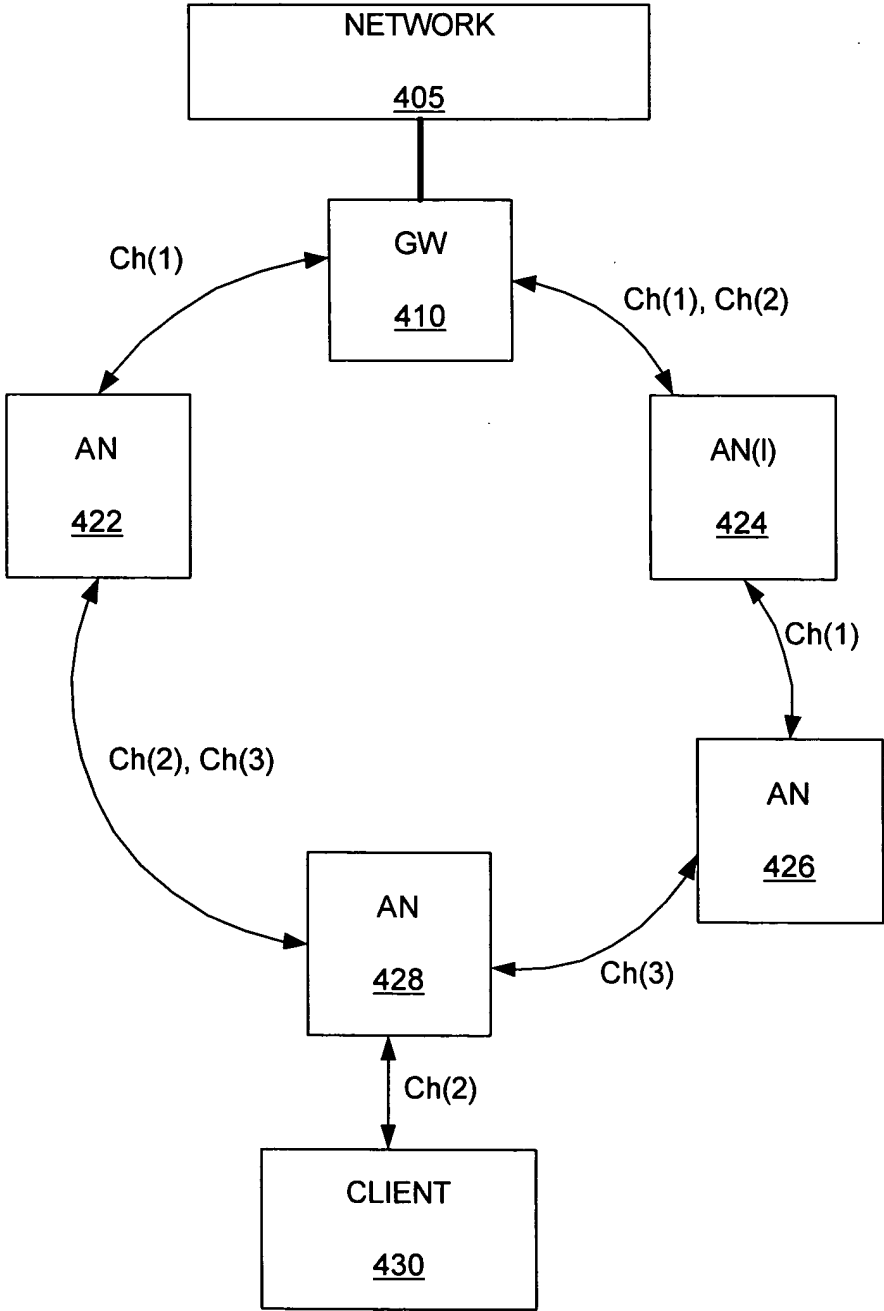 NETWORK
405
GW
410
Ch(1)
Ch(1), Ch(2)
AN
422
AN(I)
424
Ch(1)
Ch(2), Ch(3)
AN
426
AN
428
Ch(3)
Ch(2)
CLIENT
430